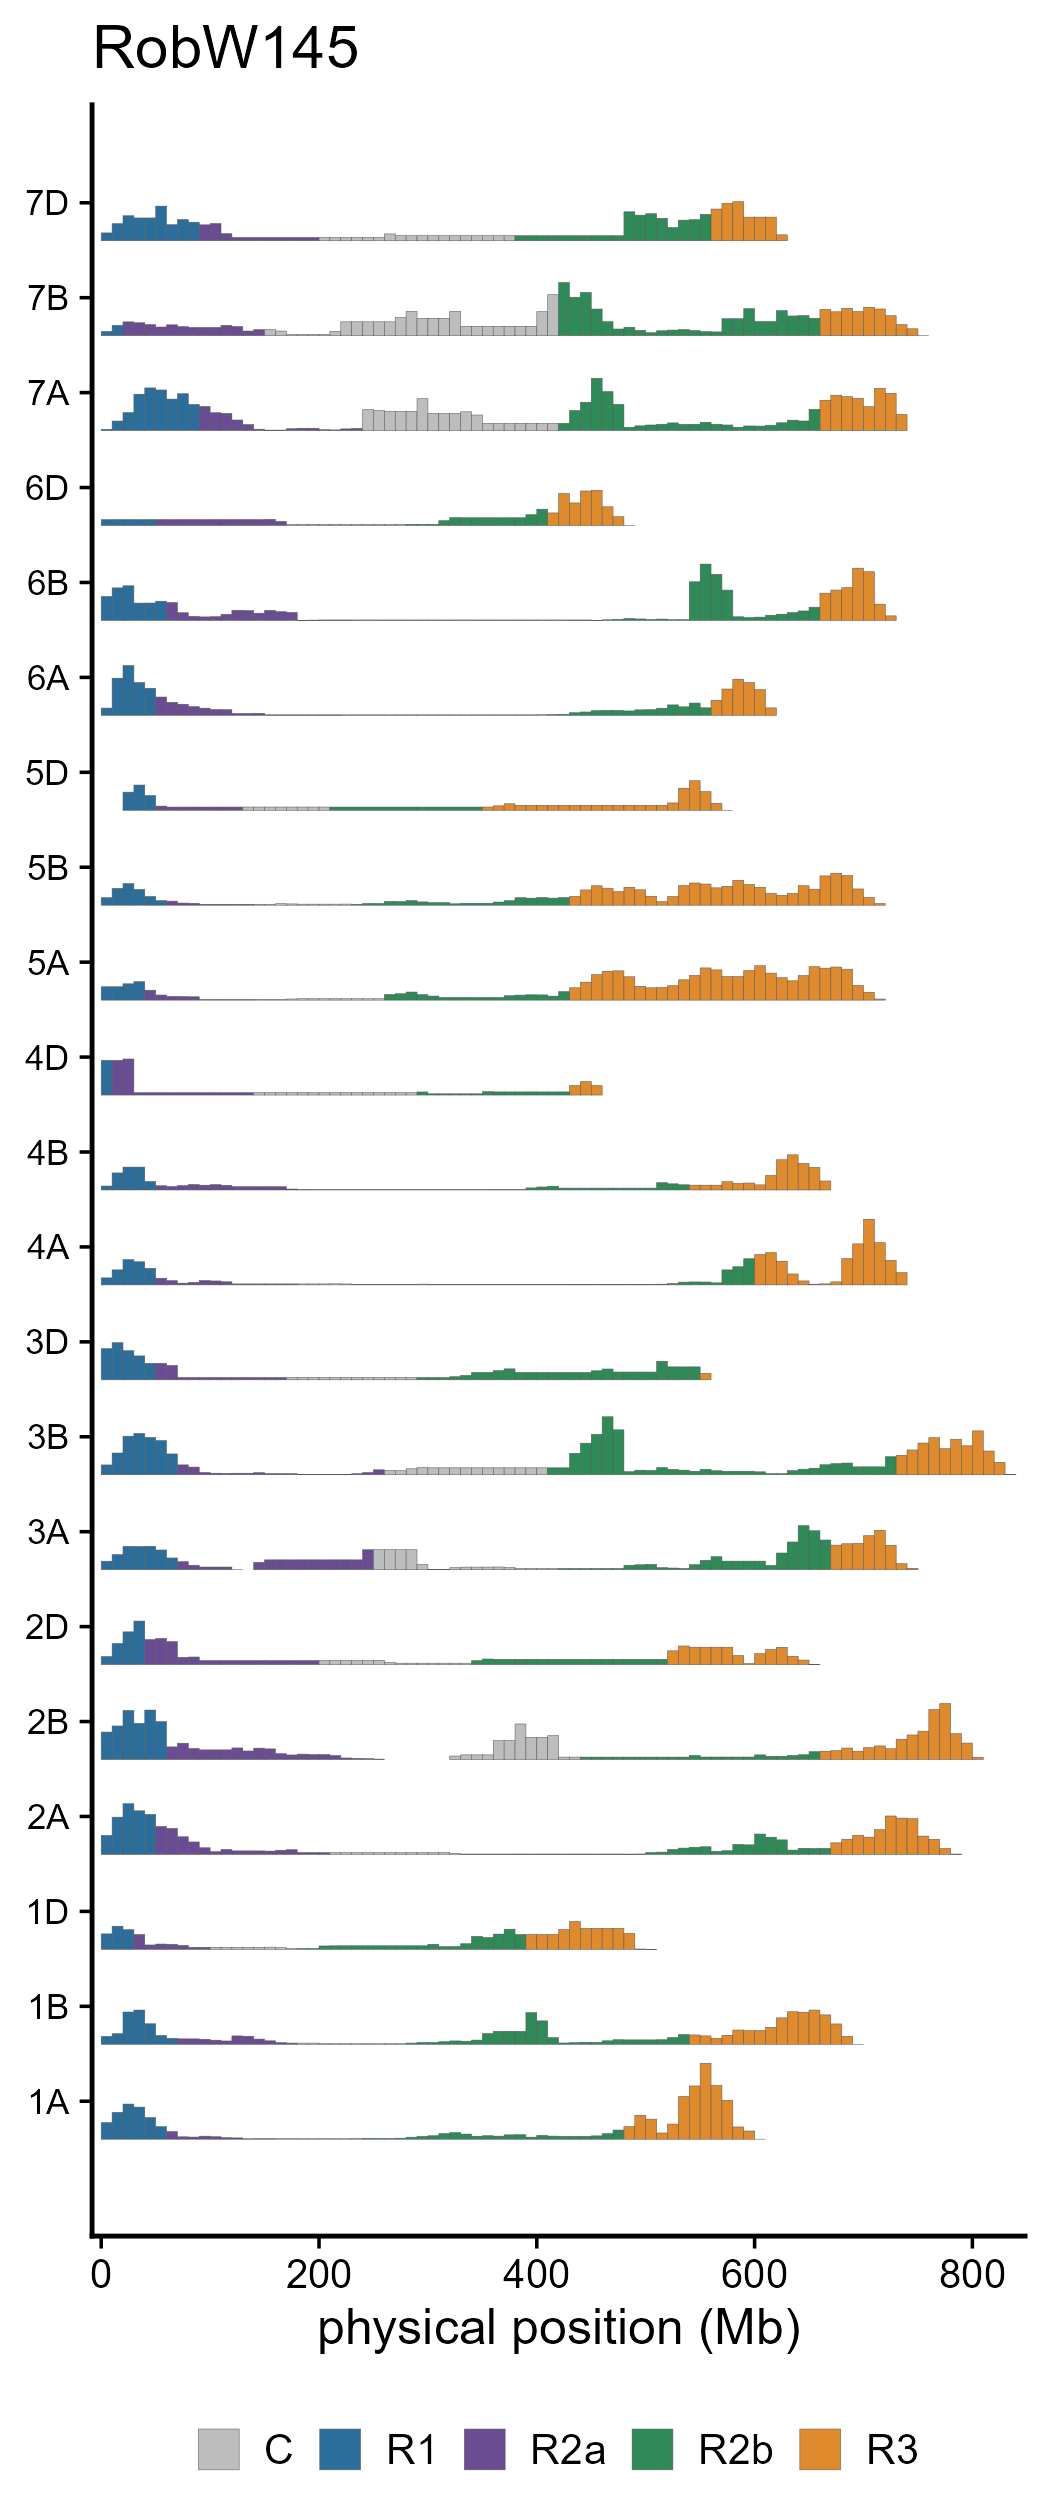 RobW145
7D
7B
7A
6D
6B
6A
5D
5B
5A
4D
4B
4A
3D
3B
3A
2D
2B
2A
1D
1B
1A
0 200 400 600 800
physical position (Mb)
C R1 R2a R2b R3